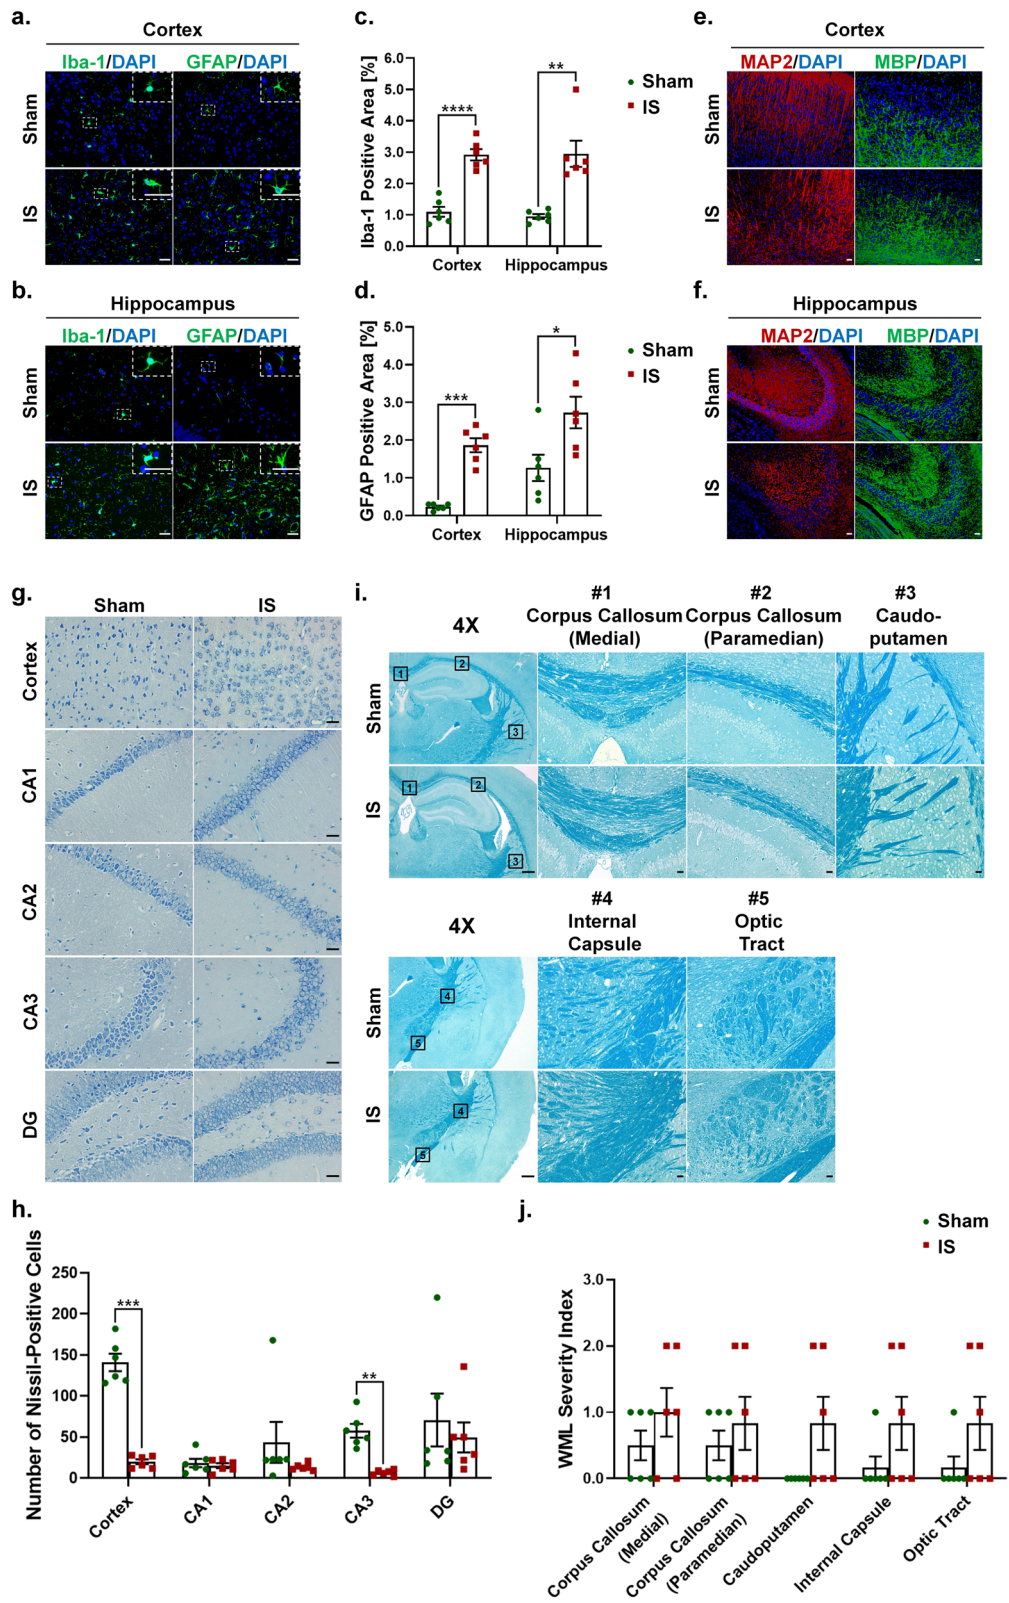 a.
Cortex
Iba-1/DAPI GFAP/DAPI
Sham
IS
b.
Hippocampus
Iba-1/DAPI GFAP/DAPI
Sham
IS
c.
Iba-1 Positive Area [%]
6.0
5.0
4.0
3.0
2.0
1.0
0.0
****
**
Sham
IS
Cortex Hippocampus
d.
GFAP Positive Area [%]
5.0
4.0
3.0
2.0
1.0
0.0
***
*
Sham
IS
Cortex Hippocampus
e.
Cortex
MAP2/DAPI MBP/DAPI
Sham
IS
f.
Hippocampus
MAP2/DAPI MBP/DAPI
Sham
IS
g.
Sham IS
Cortex
CA1
CA2
CA3
DG
i.
4X
#1
Corpus Callosum
(Medial)
#2
Corpus Callosum
(Paramedian)
#3
Caudo-
putamen
Sham
1
2
3
IS
1
2
3
4X
#4
Internal
Capsule
#5
Optic
Tract
Sham
4
5
IS
4
5
h.
Number of Nissil-Positive Cells
250
200
150
100
50
0
***
**
Cortex
CA1
CA2
CA3
DG
j.
Sham
IS
WML Severity Index
3.0
2.0
1.0
0.0
Corpus Callosum
(Medial)
Corpus Callosum
(Paramedian)
Caudoputamen
Internal Capsule
Optic Tract